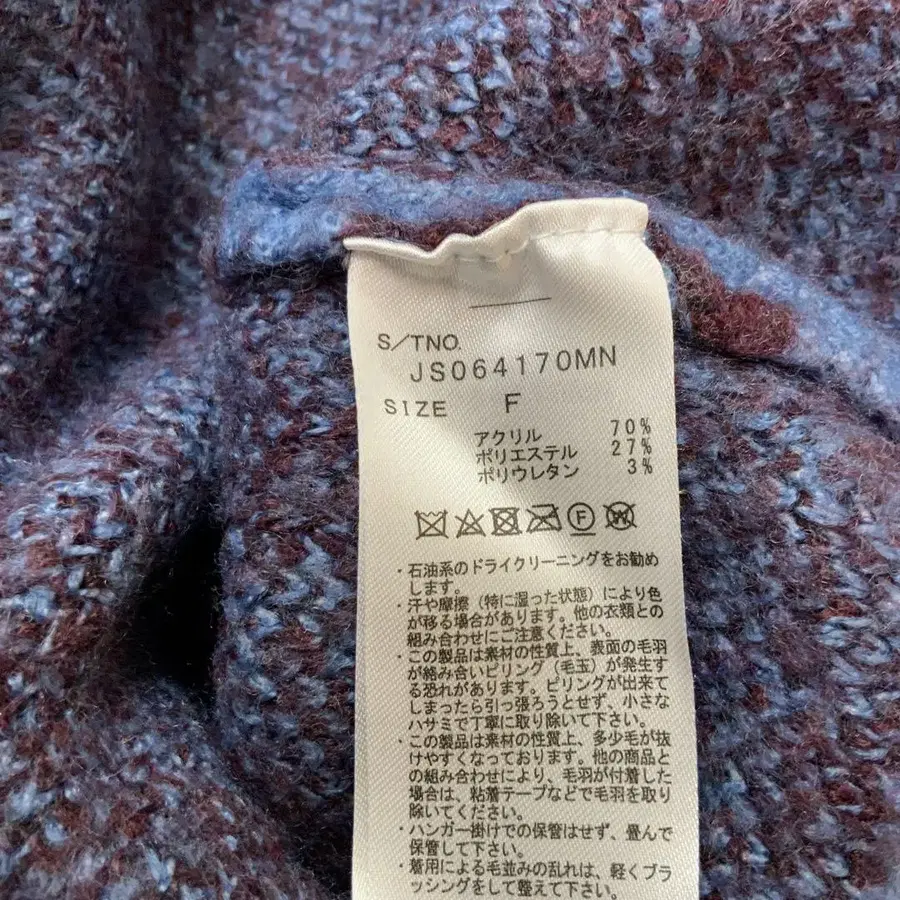 S/TNO.
JS064170MN
SIZE F
アクリル 70%
ポリエステル 27%
ポリウレタン 3%
F W
・石油系のドライクリーニングをお勧め
します。
・汗や摩擦(特に湿った状態)により色
が移る場合があります。他の衣類との
組み合わせにご注意ください。
・この製品は素材の性質上、表面の毛羽
が絡み合いピリング(毛玉)が発生す
る恐れがあります。ピリングが出来て
しまったら引っ張ろうとせず、小さな
ハサミで丁寧に取り除いて下さい。
・この製品は素材の性質上、多少毛が抜
けやすくなっております。他の商品と
の組み合わせにより、毛羽が付着した
場合は、粘着テープなどで毛羽を取り
除いてください。
・ハンガー掛けでの保管はせず、畳んで
保管して下さい。
・着用による毛並みの乱れは、軽くブラ
ッシングをして整えて下さい。